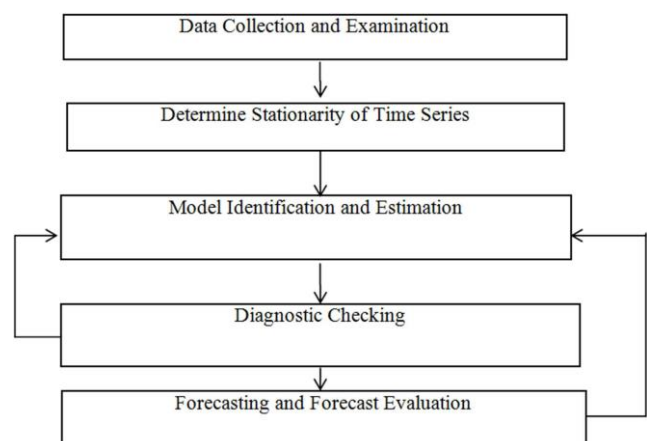 Data Collection and Examination
Determine Stationarity of Time Series
Model Identification and Estimation
Diagnostic Checking
Forecasting and Forecast Evaluation